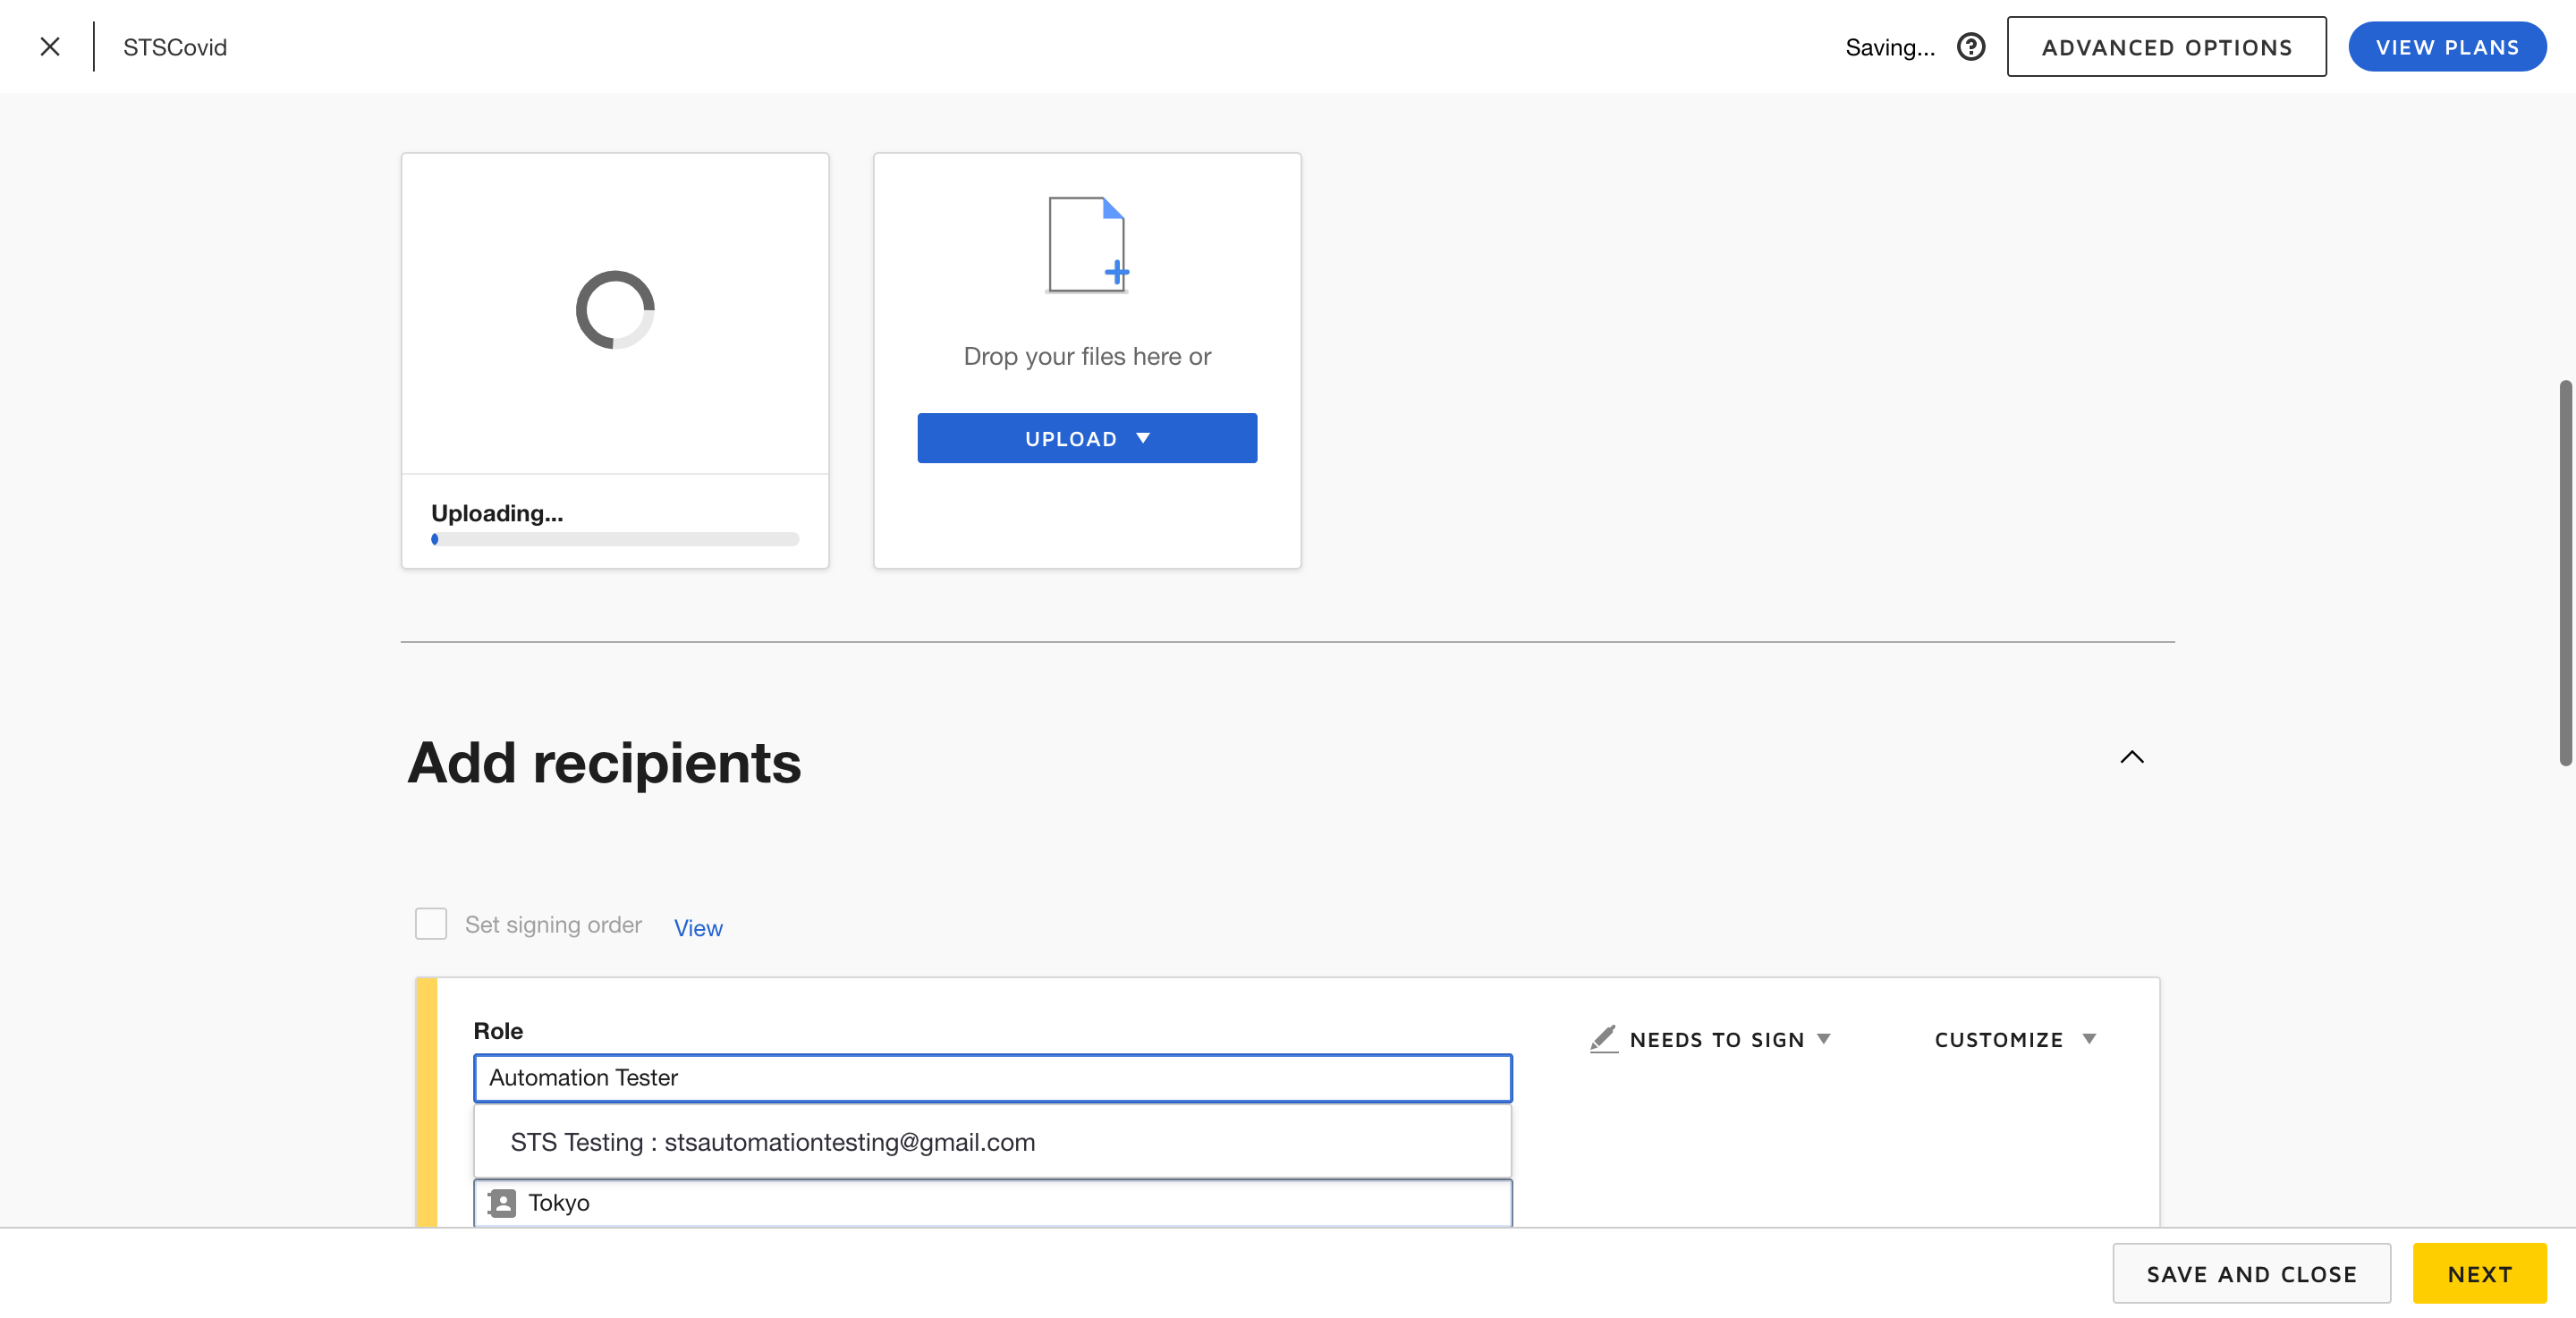 STSCovid
Saving...
ADVANCED OPTIONS
VIEW PLANS
Drop your files here or
UPLOAD
Uploading...
Add recipients
Set signing order
View
Role
NEEDS TO SIGN
CUSTOMIZE
Automation Tester
STS Testing : stsautomationtesting@gmail.com
Tokyo
SAVE AND CLOSE
NEXT